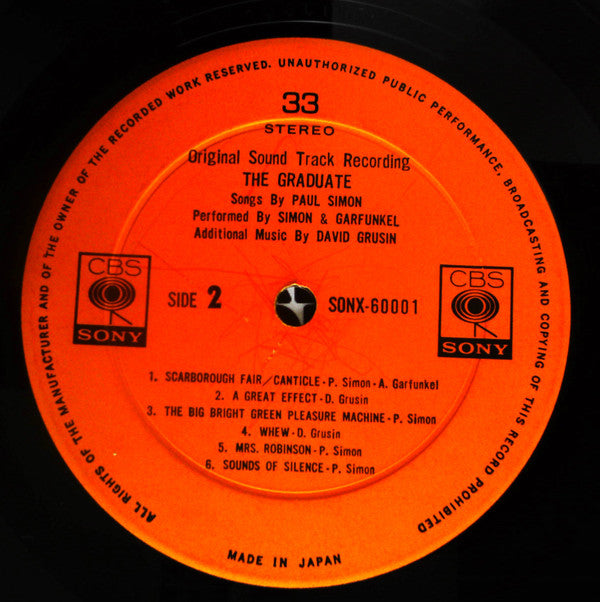 ALL RIGHTS OF THE MANUFACTURER AND OF THE OWNER OF THE RECORDED WORK RESERVED. UNAUTHORIZED PUBLIC PERFORMANCE, BROADCASTING AND COPYING OF THIS RECORD PROHIBITED
33
STEREO
Original Sound Track Recording
THE GRADUATE
Songs By PAUL SIMON
Performed By SIMON & GARFUNKEL
Additional Music By DAVID GRUSIN
CBS
SONY
SIDE 2
SONX-60001
CBS
SONY
1. SCARBOROUGH FAIR/CANTICLE-P. Simon-A. Garfunkel
2. A GREAT EFFECT-D. Grusin
3. THE BIG BRIGHT GREEN PLEASURE MACHINE-P. Simon
4. WHEW-D. Grusin
5. MRS. ROBINSON-P. Simon
6. SOUNDS OF SILENCE-P. Simon
MADE IN JAPAN